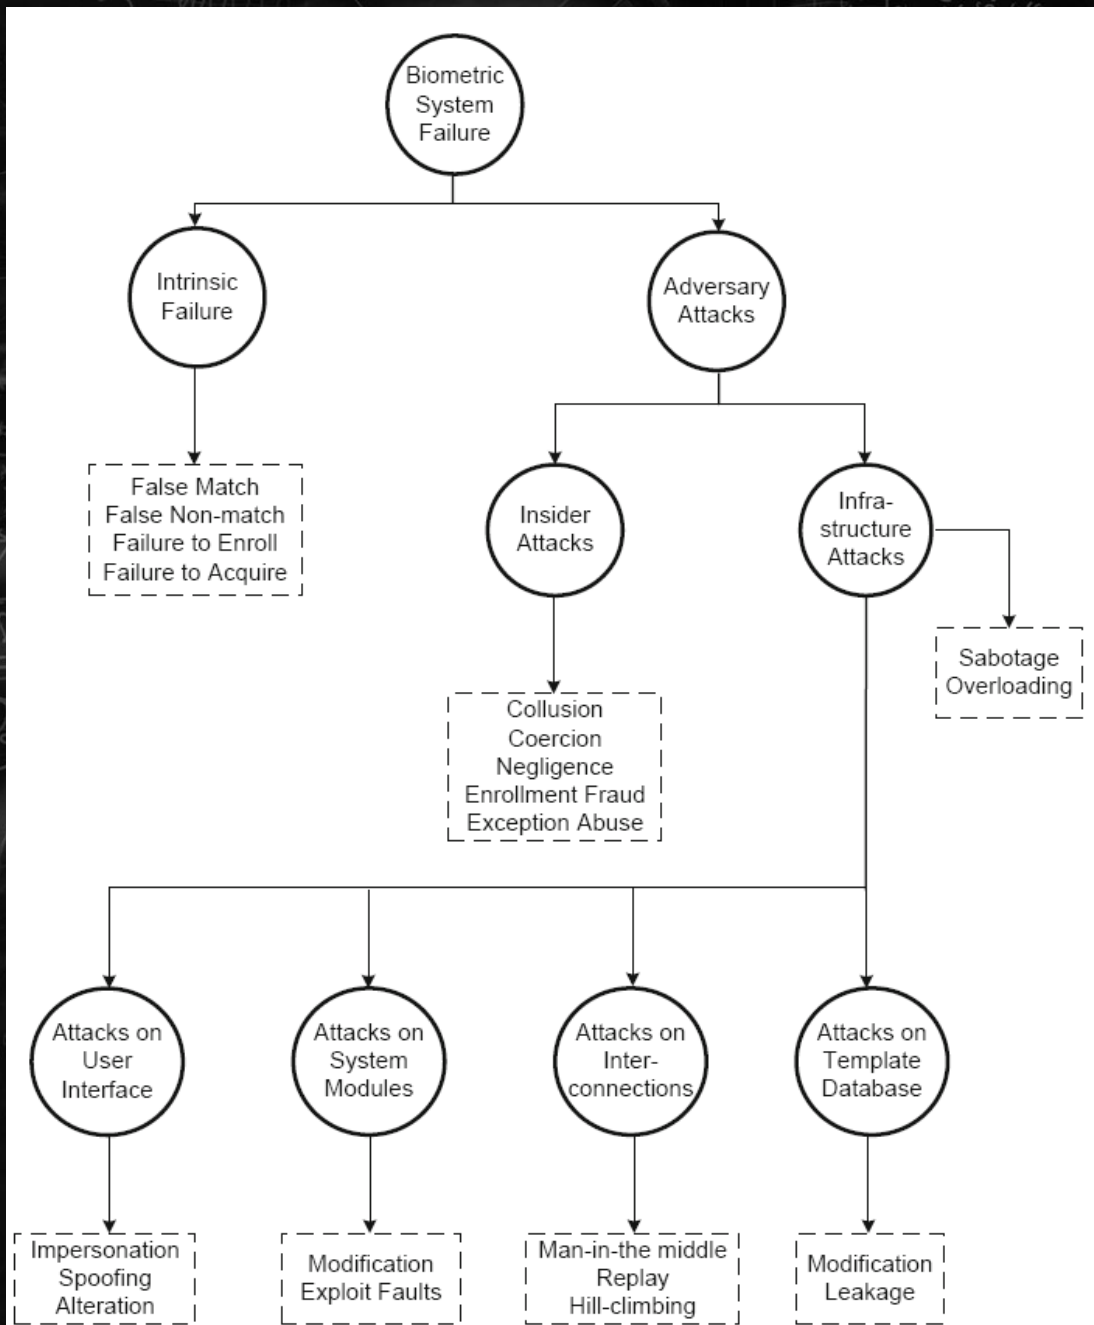 Biometric
System
Failure
Intrinsic
Failure
Adversary
Attacks
False Match
False Non-match
Failure to Enroll
Failure to Acquire
Insider
Attacks
Infra-
structure
Attacks
Sabotage
Overloading
Collusion
Coercion
Negligence
Enrollment Fraud
Exception Abuse
Attacks on
User
Interface
Attacks on
System
Modules
Attacks on
Inter-
connections
Attacks on
Template
Database
Impersonation
Spoofing
Alteration
Modification
Exploit Faults
Man-in-the middle
Replay
Hill-climbing
Modification
Leakage